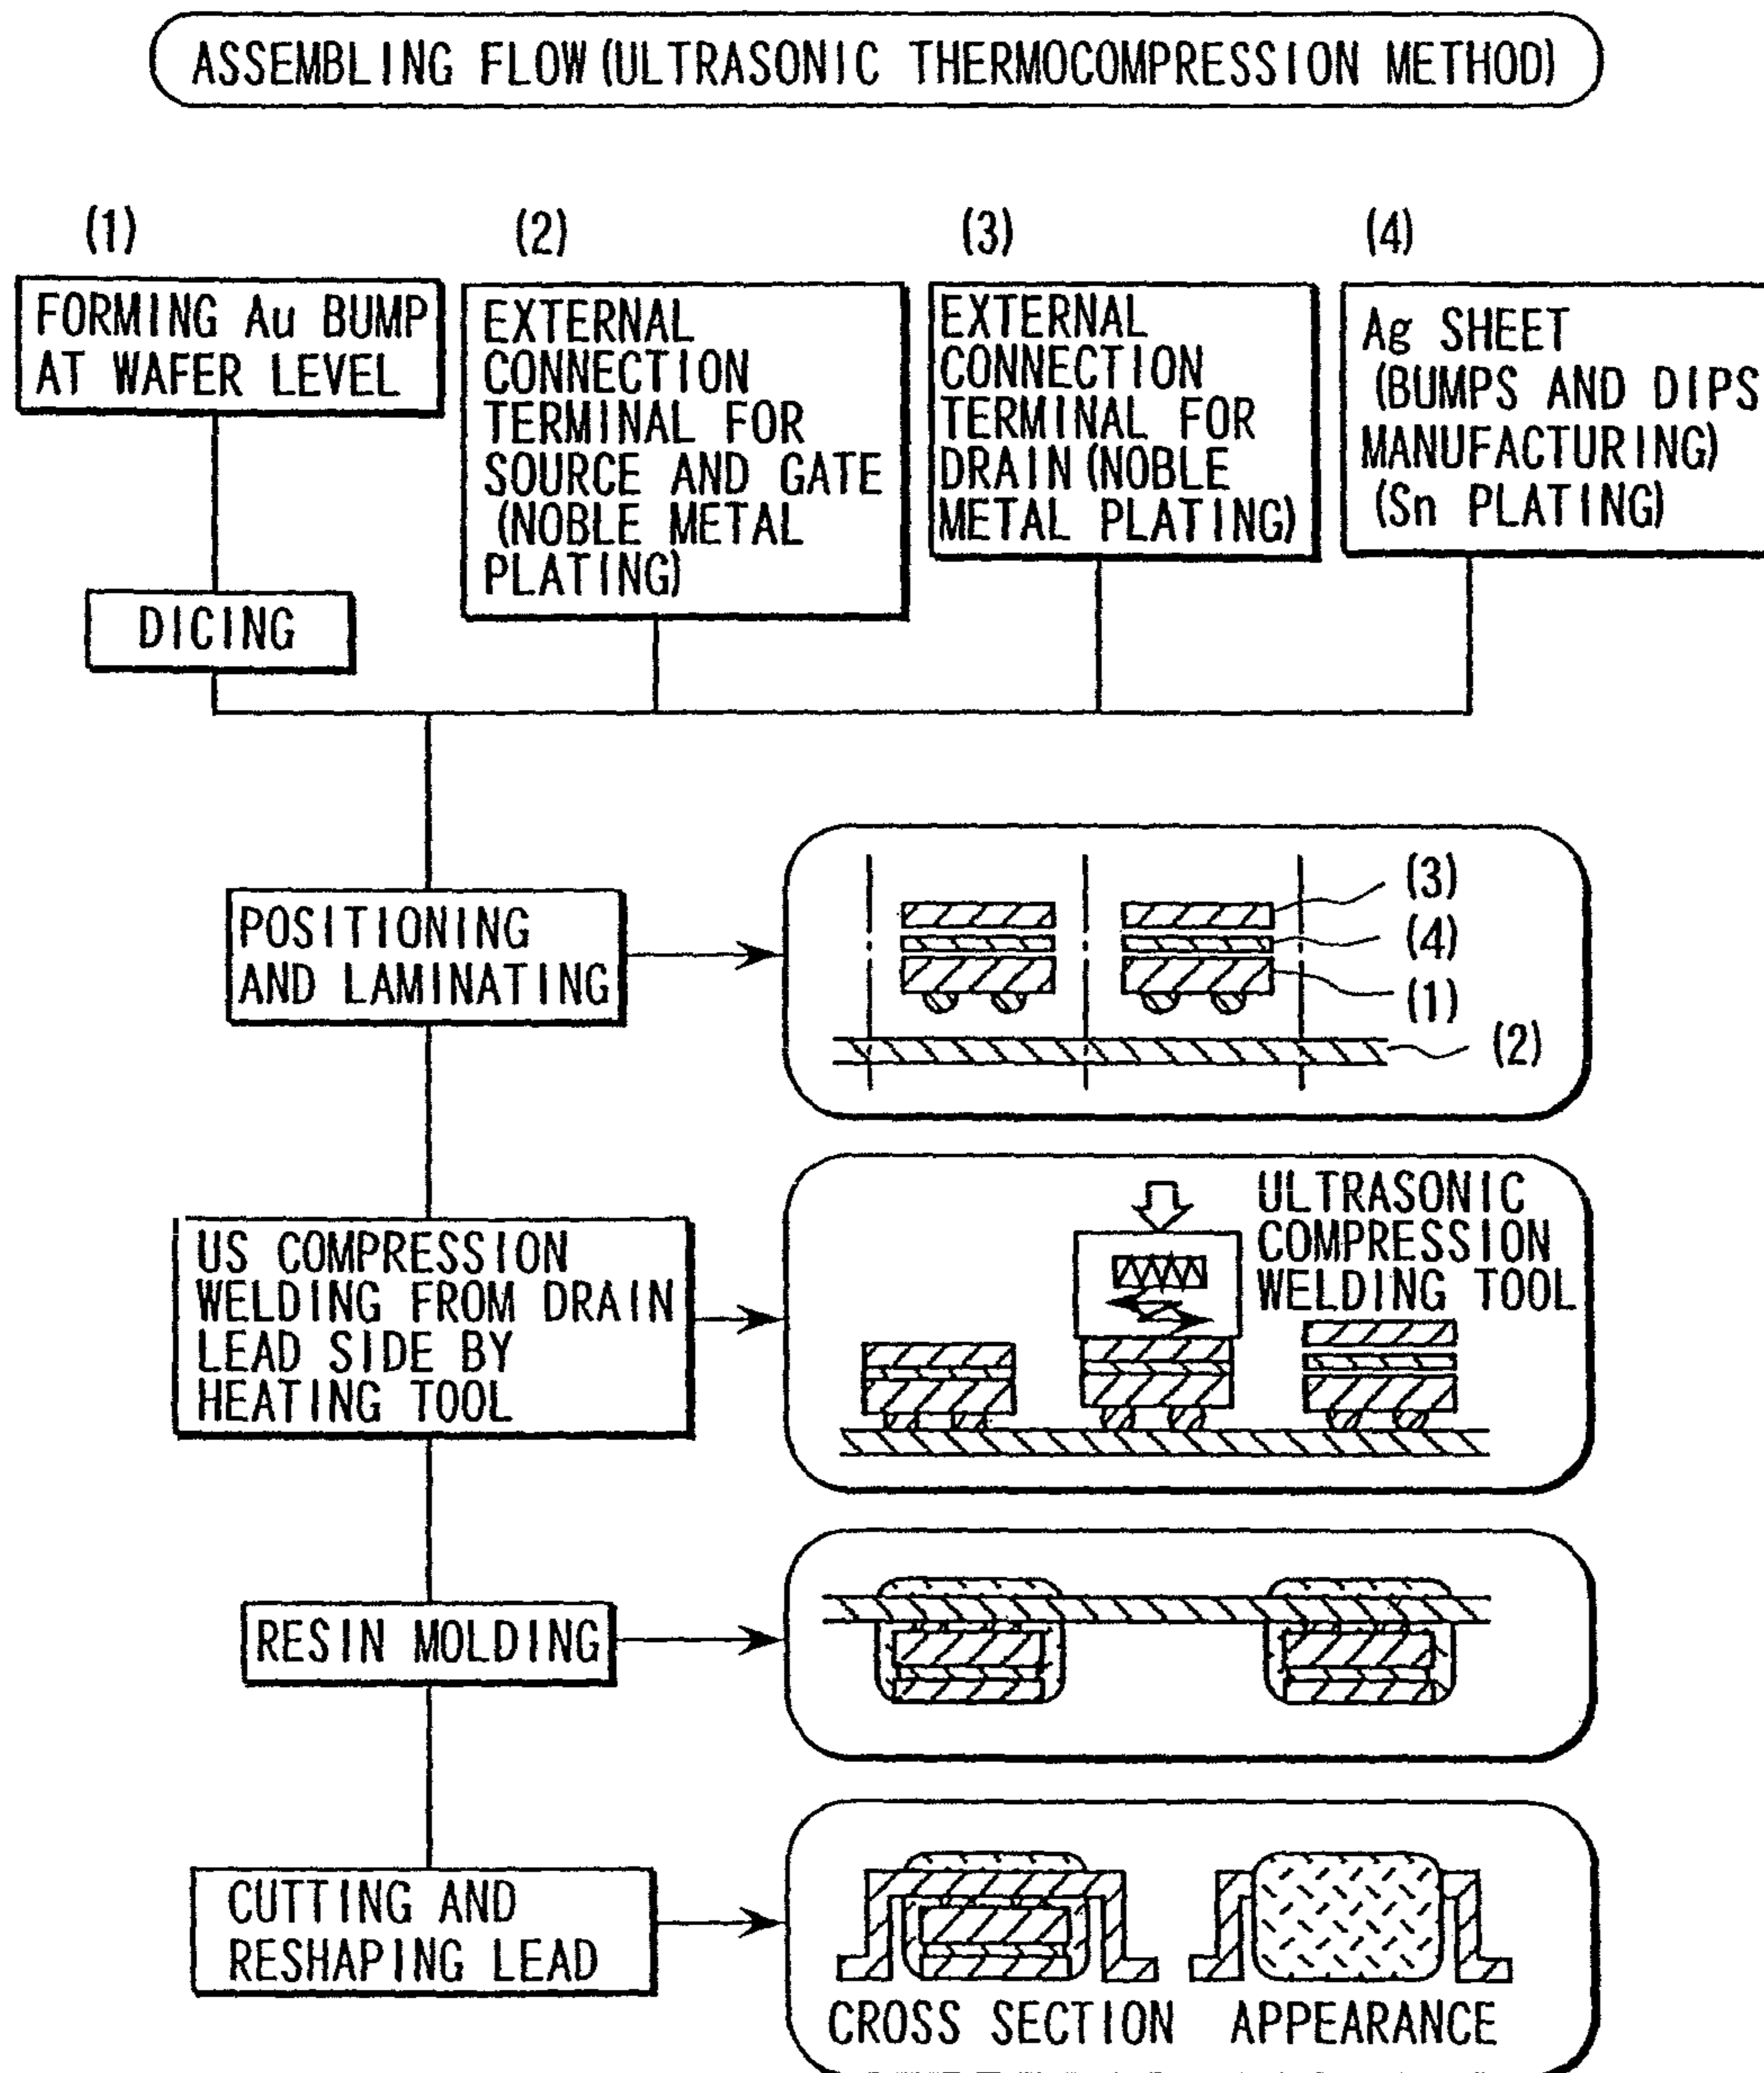 ASSEMBLING FLOW (ULTRASONIC THERMOCOMPRESSION METHOD)
(1)
FORMING Au BUMP
AT WAFER LEVEL
DICING
(2)
EXTERNAL
CONNECTION
TERMINAL FOR
SOURCE AND GATE
(NOBLE METAL
PLATING)
(3)
EXTERNAL
CONNECTION
TERMINAL FOR
DRAIN (NOBLE
METAL PLATING)
(4)
Ag SHEET
(BUMPS AND DIPS
MANUFACTURING)
(Sn PLATING)
POSITIONING
AND LAMINATING
(3)
(4)
(1)
(2)
US COMPRESSION
WELDING FROM DRAIN
LEAD SIDE BY
HEATING TOOL
ULTRASONIC
COMPRESSION
WELDING TOOL
RESIN MOLDING
CUTTING AND
RESHAPING LEAD
CROSS SECTION
APPEARANCE